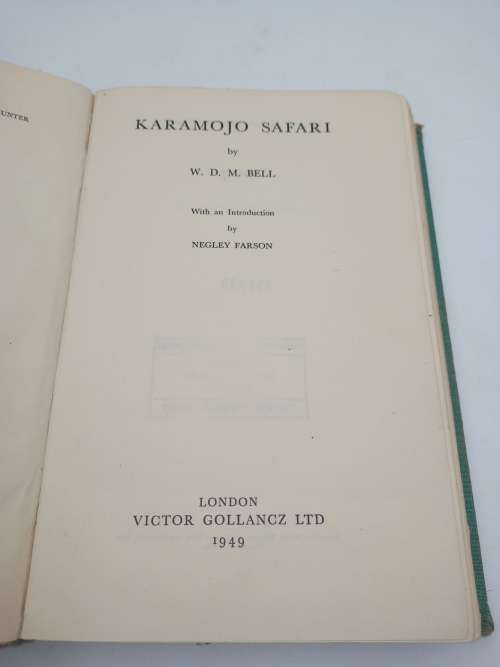 UNTER
KARAMOJO SAFARI
by
W. D. M. BELL
With an Introduction
by
NEGLEY FARSON
LONDON
VICTOR GOLLANCZ LTD
1949